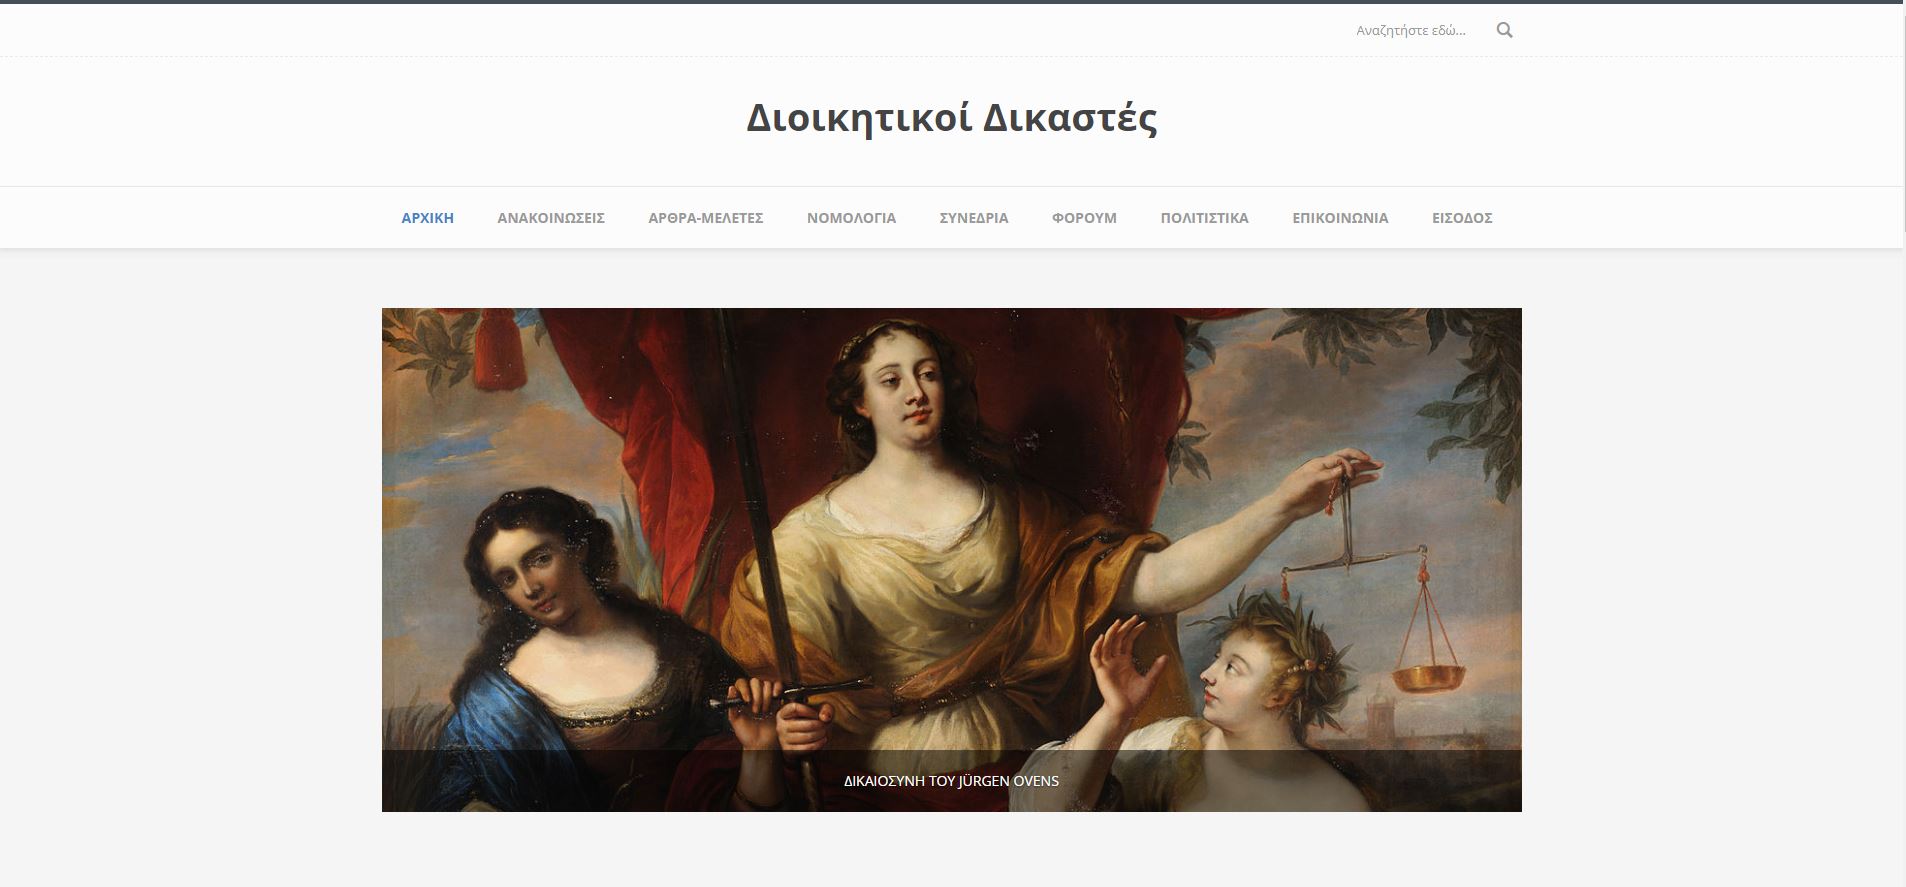 Αναζητήστε εδώ...
Διοικητικοί Δικαστές
ΑΡΧΙΚΗ ΑΝΑΚΟΙΝΩΣΕΙΣ ΑΡΘΡΑ-ΜΕΛΕΤΕΣ ΝΟΜΟΛΟΓΙΑ ΣΥΝΕΔΡΙΑ ΦΟΡΟΥΜ ΠΟΛΙΤΙΣΤΙΚΑ ΕΠΙΚΟΙΝΩΝΙΑ ΕΙΣΟΔΟΣ
ΔΙΚΑΙΟΣΥΝΗ ΤΟΥ JÜRGEN OVENS